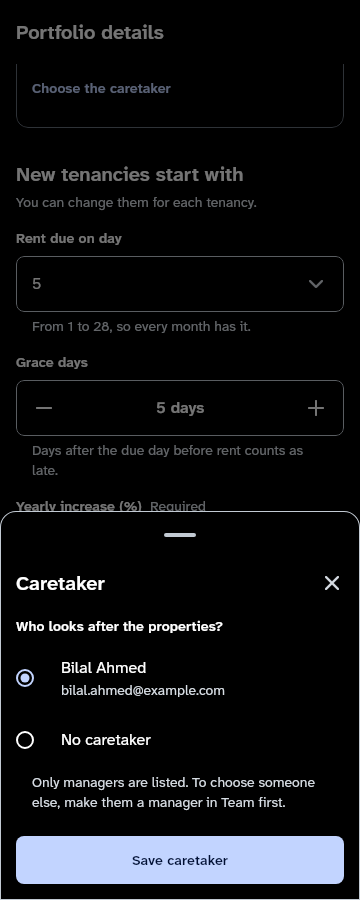 Portfolio details
Choose the caretaker
New tenancies start with
You can change them for each tenancy.
Rent due on day
5
From 1 to 28, so every month has it.
Grace days
5 days
Days after the due day before rent counts as
late.
Yearly increase (%) Required
Caretaker
Who looks after the properties?
Bilal Ahmed
bilal.ahmed@example.com
No caretaker
Only managers are listed. To choose someone
else, make them a manager in Team first.
Save caretaker